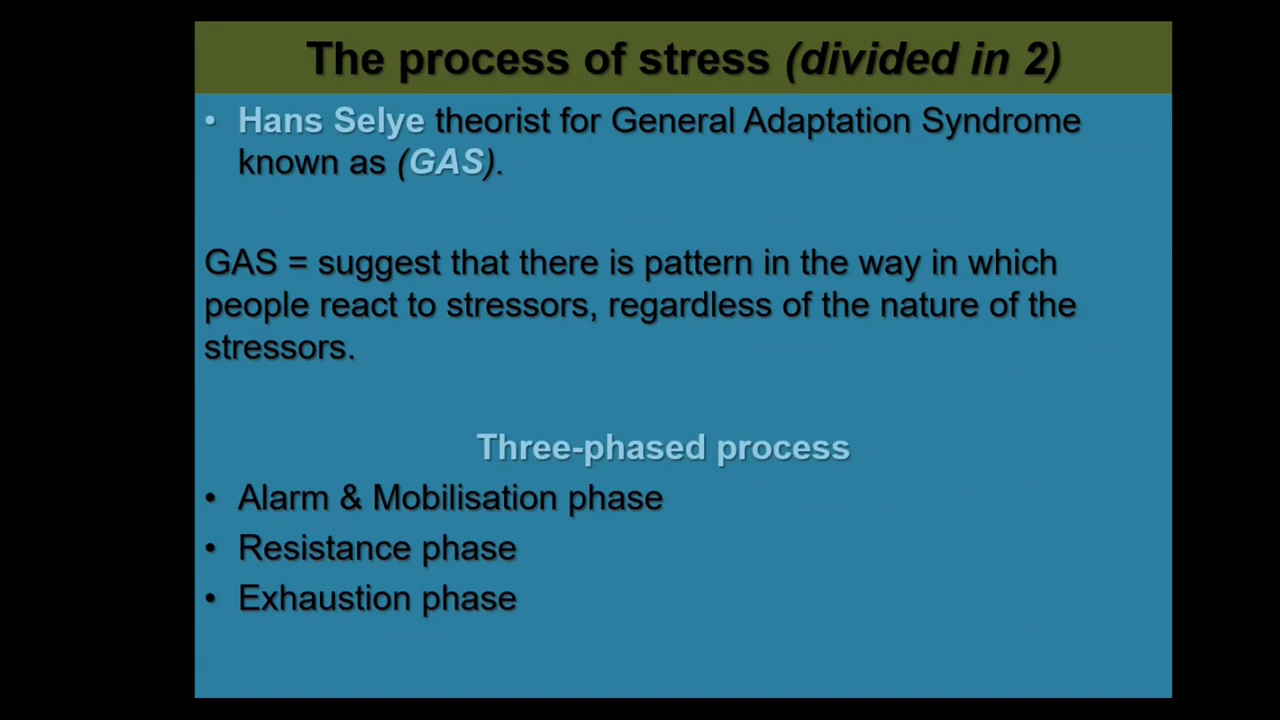 The process of stress (divided in 2)
• Hans Selye theorist for General Adaptation Syndrome
known as (GAS).
GAS = suggest that there is pattern in the way in which
people react to stressors, regardless of the nature of the
stressors.
Three-phased process
• Alarm & Mobilisation phase
• Resistance phase
• Exhaustion phase